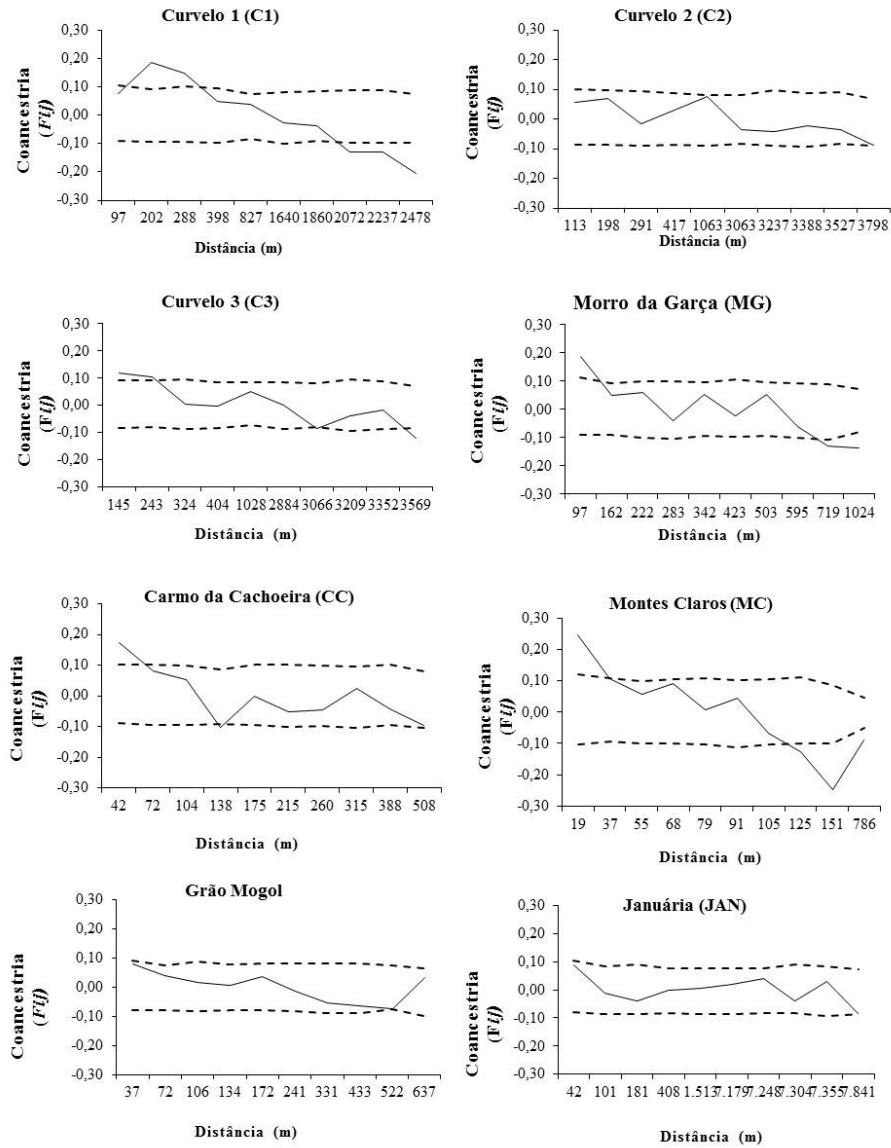 Curvelo 1 (C1)
Coancestria
(Fij)
0,30
0,20
0,10
0,00
-0,10
-0,20
-0,30
97 202 288 398 827 1640 1860 2072 2237 2478
Distância (m)
Curvelo 2 (C2)
Coancestria
(Fij)
0,30
0,20
0,10
0,00
-0,10
-0,20
-0,30
113 198 291 417 1063 3063 3237 3388 3527 3798
Distância (m)
Curvelo 3 (C3)
Coancestria
(Fij)
0,30
0,20
0,10
0,00
-0,10
-0,20
-0,30
145 243 324 404 1028 2884 3066 3209 3352 3569
Distância (m)
Morro da Garça (MG)
Coancestria
(Fij)
0,30
0,20
0,10
0,00
-0,10
-0,20
-0,30
97 162 222 283 342 423 503 595 719 1024
Distância (m)
Carmo da Cachoeira (CC)
Coancestria
(Fij)
0,30
0,20
0,10
0,00
-0,10
-0,20
-0,30
42 72 104 138 175 215 260 315 388 508
Distância (m)
Montes Claros (MC)
Coancestria
(Fij)
0,30
0,20
0,10
0,00
-0,10
-0,20
-0,30
19 37 55 68 79 91 105 125 151 786
Distância (m)
Grão Mogol
Coancestria
(Fij)
0,30
0,20
0,10
0,00
-0,10
-0,20
-0,30
37 72 106 134 172 241 331 433 522 637
Distância (m)
Januária (JAN)
Coancestria
(Fij)
0,30
0,20
0,10
0,00
-0,10
-0,20
-0,30
42 101 181 408 1.513 7.179 7.248 7.304 7.355 7.841
Distância (m)